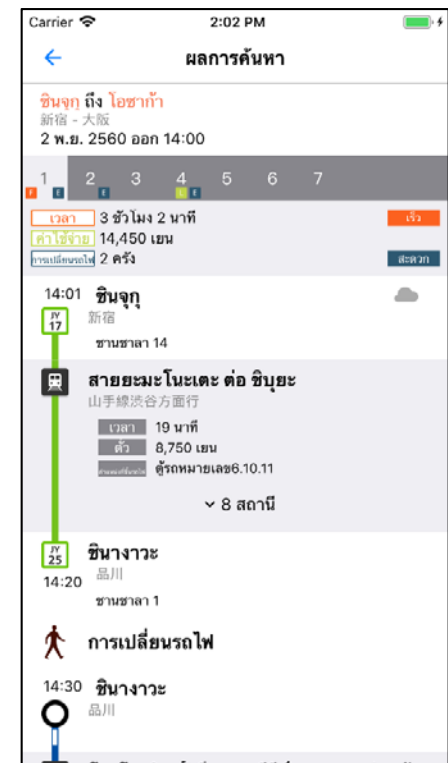 Carrier 2:02 PM
ผลการค้นหา
ชินจุกุ ถึง โอซาก้า
新宿 - 大阪
2 พ.ย. 2560 ออก 14:00
1 2 3 4 5 6 7
F E E L E
เวลา 3 ชั่วโมง 2 นาที เร็ว
ค่าใช้จ่าย 14,450 เยน
การเปลี่ยนรถไฟ 2 ครั้ง สะดวก
14:01 ชินจุกุ
JY 17 新宿
ชานชาลา 14
สายยะมะโนะเตะ ต่อ ชิบุยะ
山手線渋谷方面行
เวลา 19 นาที
ตั๋ว 8,750 เยน
ตู้รถหมายเลข6.10.11
8 สถานี
JY 25 ชินางาวะ
14:20 品川
ชานชาลา 1
การเปลี่ยนรถไฟ
14:30 ชินางาวะ
品川